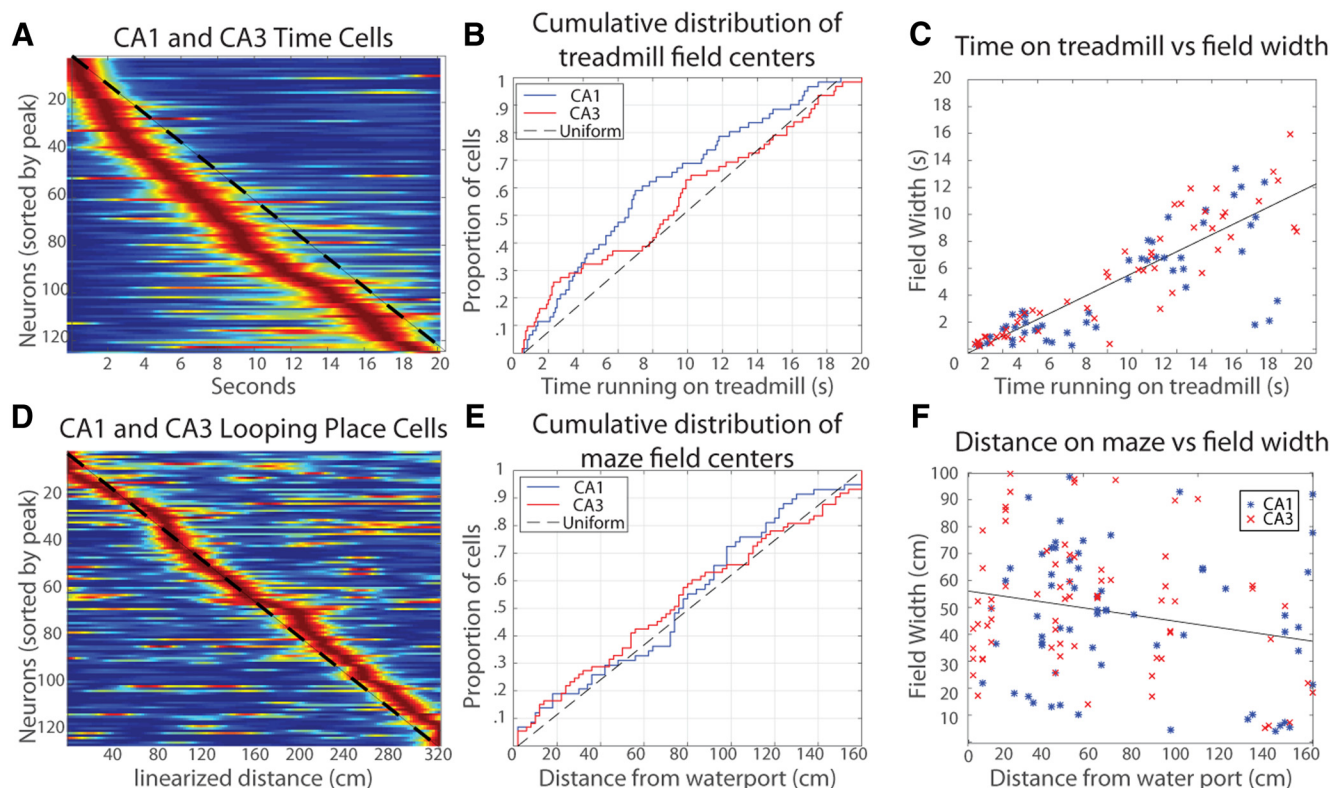 A
CA1 and CA3 Time Cells
Neurons (sorted by peak)
20
40
60
80
100
120
0 2 4 6 8 10 12 14 16 18 20
Seconds
B
Cumulative distribution of
treadmill field centers
CA1
CA3
Uniform
Proportion of cells
1
.9
.8
.7
.6
.5
.4
.3
.2
.1
0 2 4 6 8 10 12 14 16 18 20
Time running on treadmill (s)
C
Time on treadmill vs field width
Field Width (s)
20
18
16
14
12
10
8
6
4
2
0 2 4 6 8 10 12 14 16 18 20
Time running on treadmill (s)
D
CA1 and CA3 Looping Place Cells
Neurons (sorted by peak)
20
40
60
80
100
120
40 80 120 160 200 240 280 320
linearized distance (cm)
E
Cumulative distribution of
maze field centers
CA1
CA3
Uniform
Proportion of cells
1
.9
.8
.7
.6
.5
.4
.3
.2
.1
0 20 40 60 80 100 120 140 160
Distance from waterport (cm)
F
Distance on maze vs field width
CA1
CA3
Field Width (cm)
100
90
80
70
60
50
40
30
20
10
0 20 40 60 80 100 120 140 160
Distance from water port (cm)